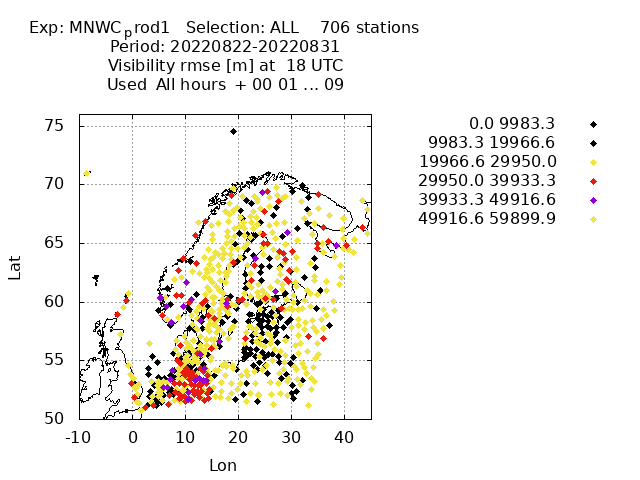 Exp: MNWCprod1   Selection: ALL    706 stations
Period: 20220822-20220831
Visibility rmse [m] at  18 UTC
Used  All hours  + 00 01 ... 09
0.0 9983.3
9983.3 19966.6
19966.6 29950.0
29950.0 39933.3
39933.3 49916.6
49916.6 59899.9
75
70
65
60
55
50
Lat
-10 0 10 20 30 40
Lon